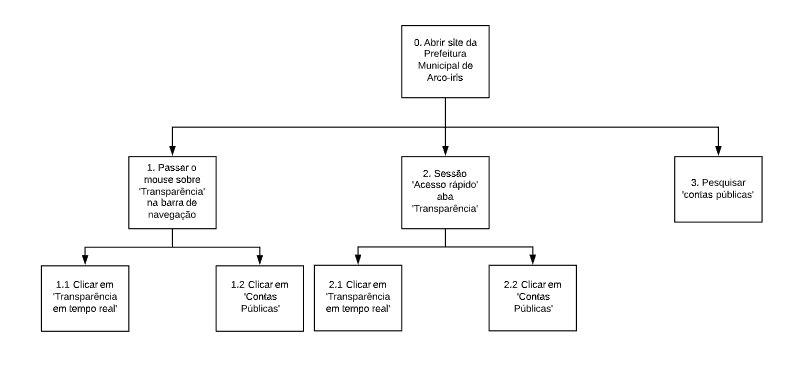 0. Abrir site da
Prefeitura
Municipal de
Arco-iris
1. Passar o
mouse sobre
'Transparência'
na barra de
navegação
2. Sessão
'Acesso rápido'
aba
'Transparência'
3. Pesquisar
'contas públicas'
1.1 Clicar em
'Transparência
em tempo real'
1.2 Clicar em
'Contas
Públicas'
2.1 Clicar em
'Transparência
em tempo real'
2.2 Clicar em
'Contas
Públicas'